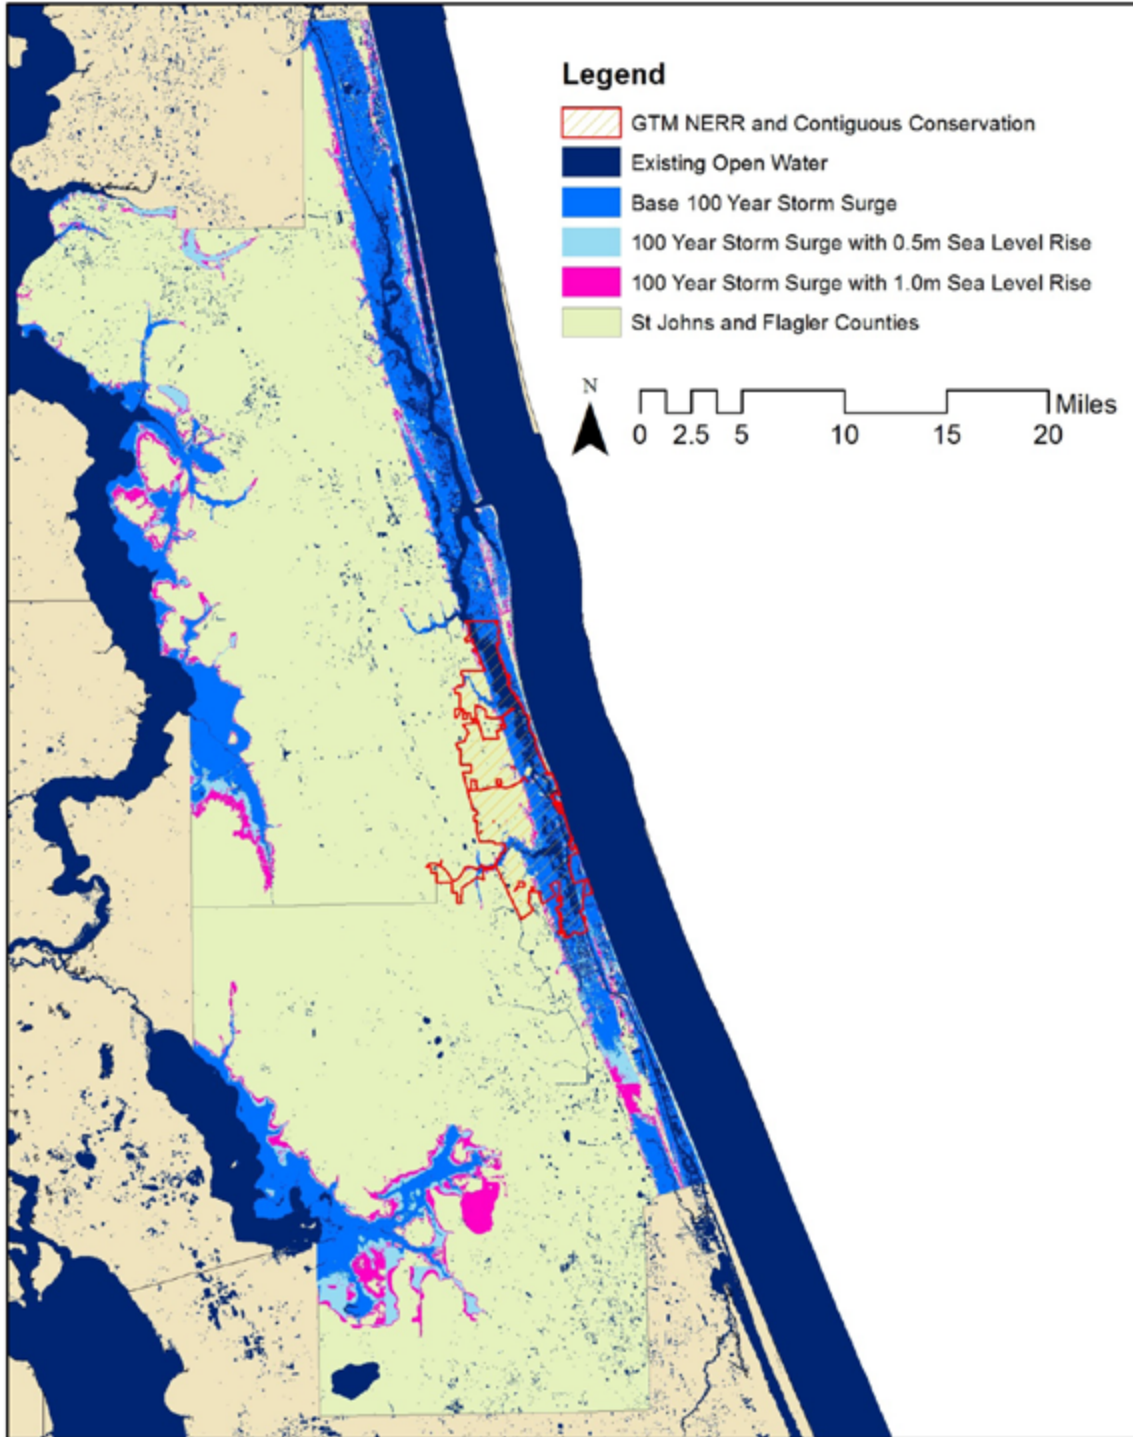 Legend
GTM NERR and Contiguous Conservation
Existing Open Water
Base 100 Year Storm Surge
100 Year Storm Surge with 0.5m Sea Level Rise
100 Year Storm Surge with 1.0m Sea Level Rise
St Johns and Flagler Counties
N
Miles
0 2.5 5 10 15 20